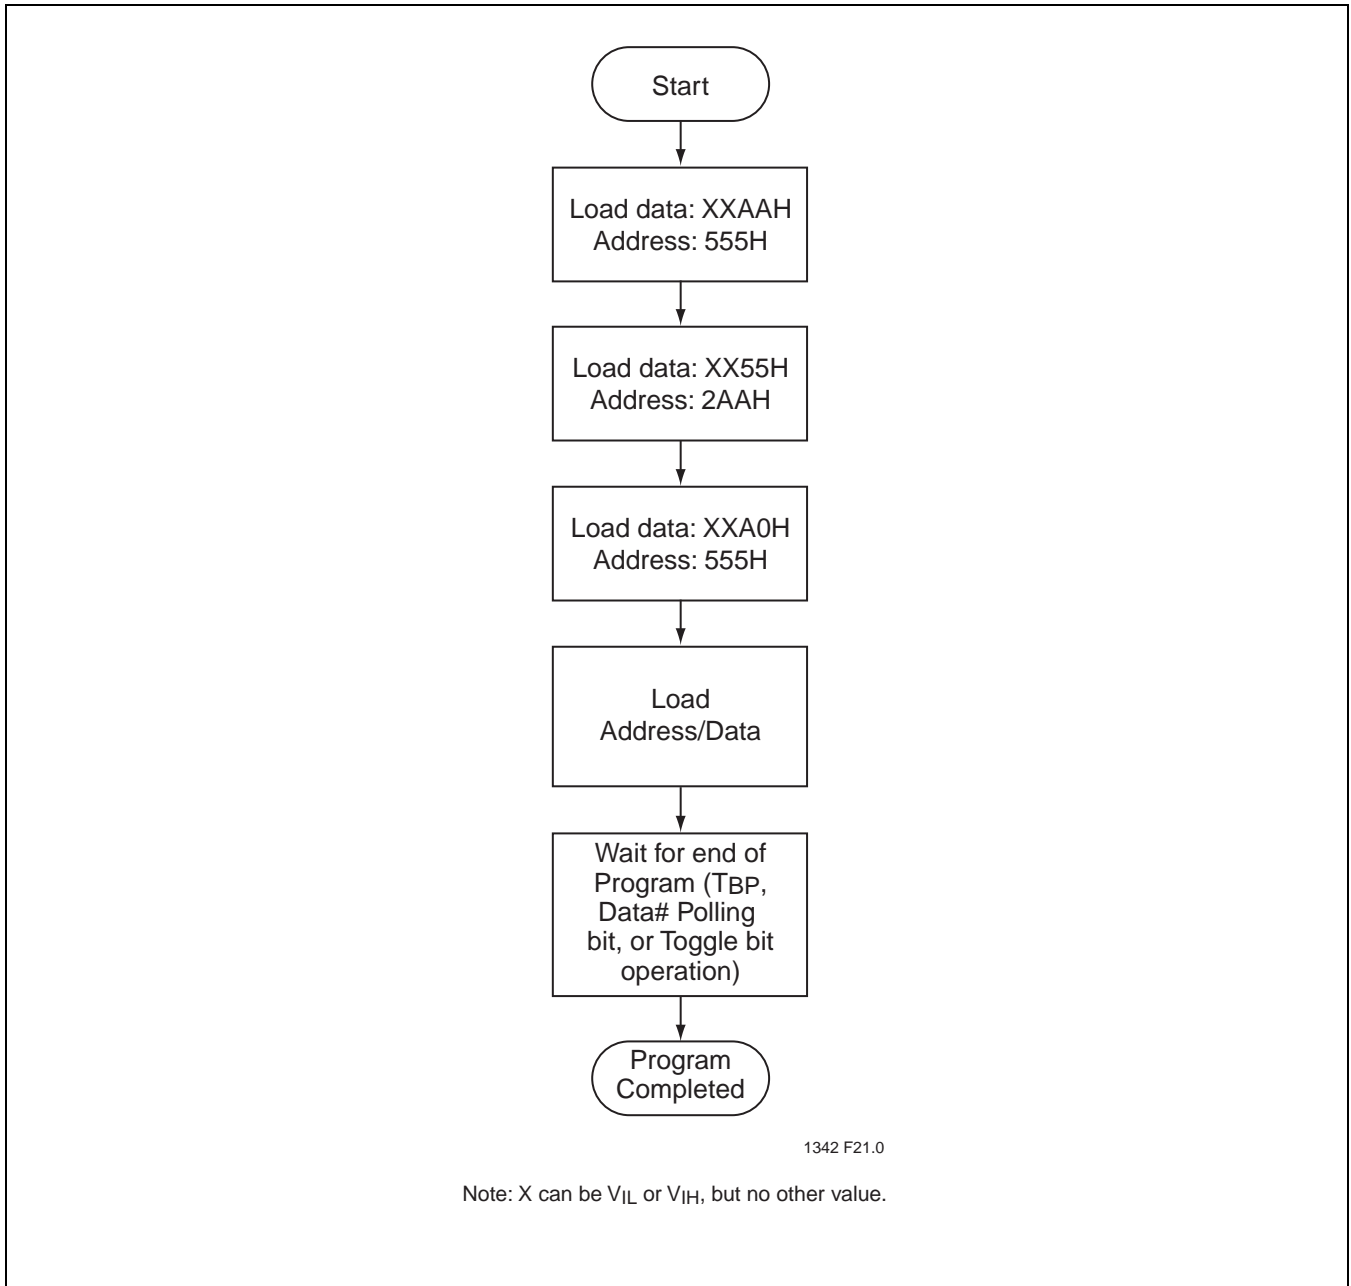 Start
Load data: XXAAH
Address: 555H
Load data: XX55H
Address: 2AAH
Load data: XXA0H
Address: 555H
Load
Address/Data
Wait for end of
Program (TBP,
Data# Polling
bit, or Toggle bit
operation)
Program
Completed
1342 F21.0
Note: X can be VIL or VIH, but no other value.